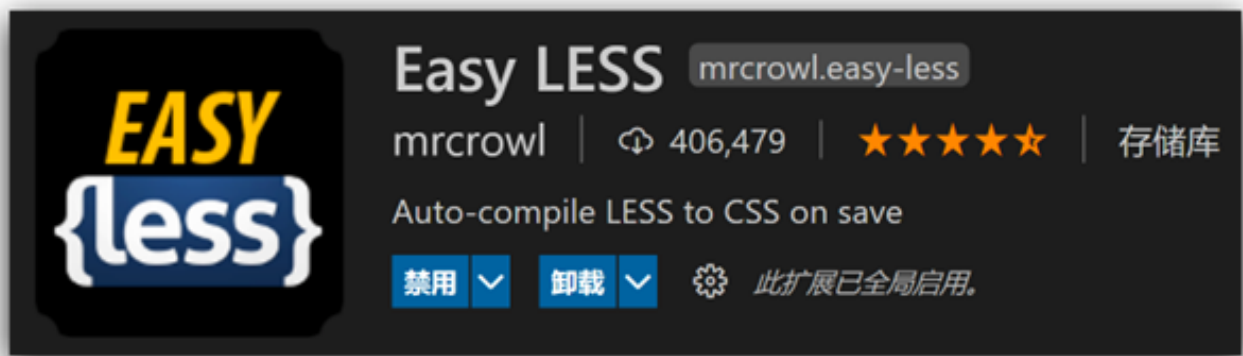 EASY
{less}
Easy LESS mrcrowl.easy-less
mrcrowl | 406,479 | 存储库
Auto-compile LESS to CSS on save
禁用 卸载 此扩展已全局启用。